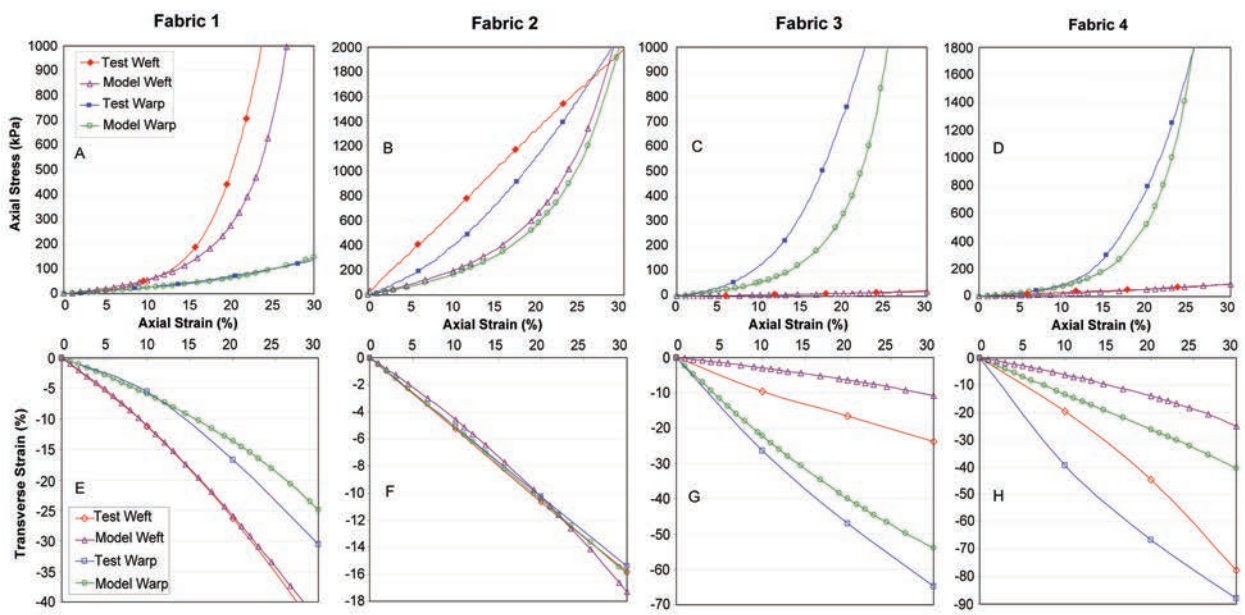 Fabric 1
Fabric 2
Fabric 3
Fabric 4
Axial Stress (kPa)
1000
900
800
700
600
500
400
300
200
100
0
Test Weft
Model Weft
Test Warp
Model Warp
A
0 5 10 15 20 25 30
Axial Strain (%)
2000
1800
1600
1400
1200
1000
800
600
400
200
0
B
0 5 10 15 20 25 30
Axial Strain (%)
1000
900
800
700
600
500
400
300
200
100
0
C
0 5 10 15 20 25 30
Axial Strain (%)
1800
1600
1400
1200
1000
800
600
400
200
0
D
0 5 10 15 20 25 30
Axial Strain (%)
Transverse Strain (%)
0 5 10 15 20 25 30
0
-5
-10
-15
-20
-25
-30
-35
-40
E
Test Weft
Model Weft
Test Warp
Model Warp
0 5 10 15 20 25 30
0
-2
-4
-6
-8
-10
-12
-14
-16
-18
F
0 5 10 15 20 25 30
0
-10
-20
-30
-40
-50
-60
-70
G
0 5 10 15 20 25 30
0
-10
-20
-30
-40
-50
-60
-70
-80
-90
H